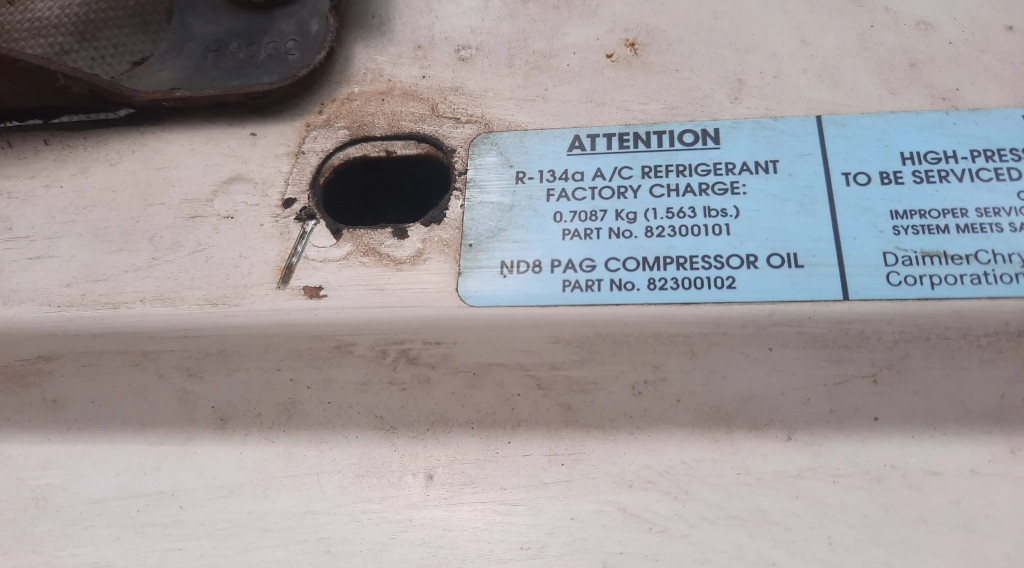 ATTENTION
R-134a A/C REFRIGERANT
FACTORY CHARGE:
0.7087 Kg (1.563 lbs.)
PART No. 82300101
ND8 PAG COMPRESSOR OIL
PART No. 82300102
HIGH-PRES
TO BE SERVICED
IMPROPER SERVIC
SYSTEM MEETS SA
DaimlerChry
Corporation